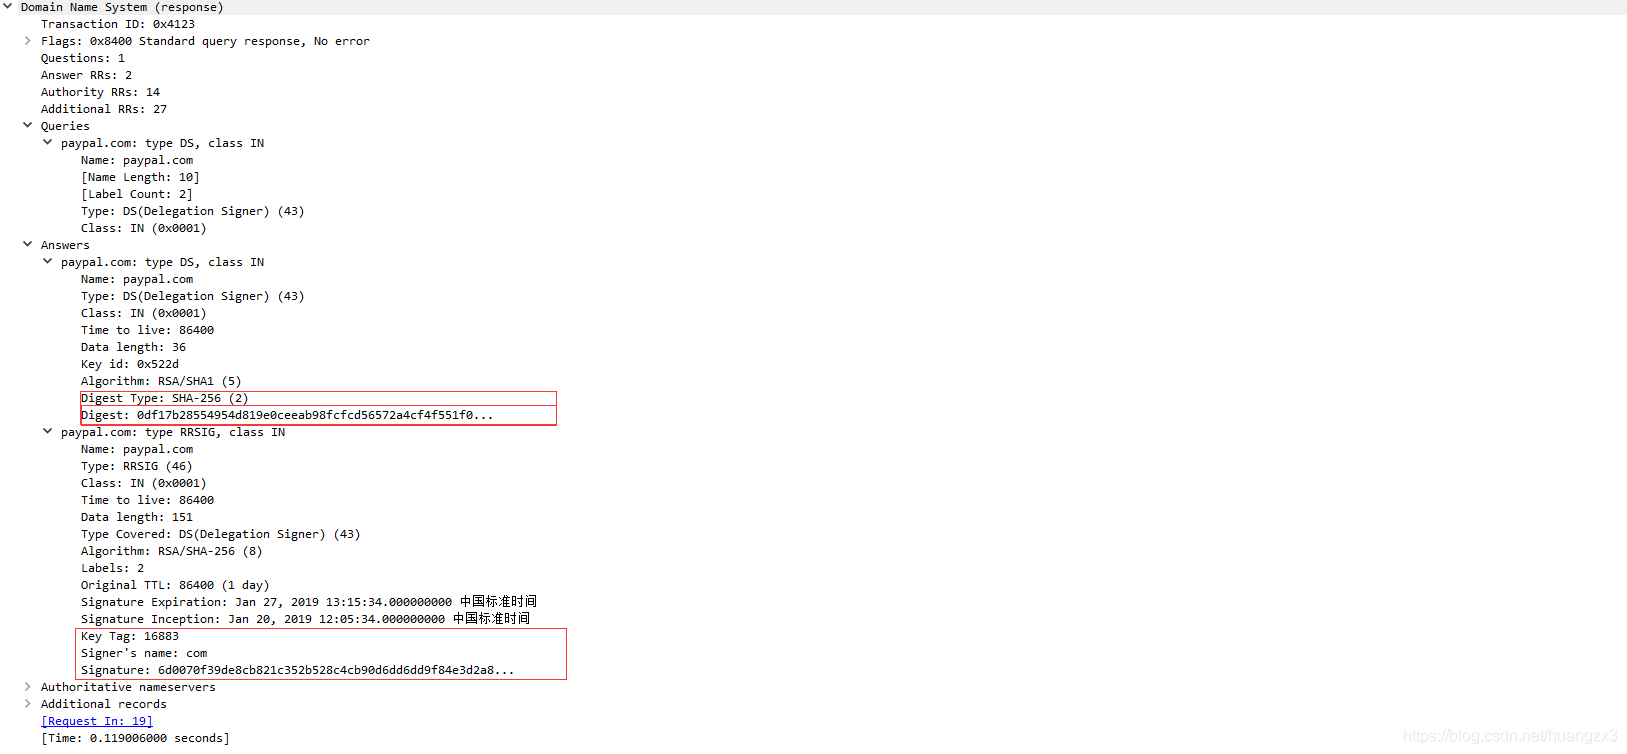 Domain Name System (response)
Transaction ID: 0x4123
Flags: 0x8400 Standard query response, No error
Questions: 1
Answer RRs: 2
Authority RRs: 14
Additional RRs: 27
Queries
paypal.com: type DS, class IN
Name: paypal.com
[Name Length: 10]
[Label Count: 2]
Type: DS(Delegation Signer) (43)
Class: IN (0x0001)
Answers
paypal.com: type DS, class IN
Name: paypal.com
Type: DS(Delegation Signer) (43)
Class: IN (0x0001)
Time to live: 86400
Data length: 36
Key id: 0x522d
Algorithm: RSA/SHA1 (5)
Digest Type: SHA-256 (2)
Digest: 0df17b28554954d819e0ceeab98fcfcd56572a4cf4f551f0...
paypal.com: type RRSIG, class IN
Name: paypal.com
Type: RRSIG (46)
Class: IN (0x0001)
Time to live: 86400
Data length: 151
Type Covered: DS(Delegation Signer) (43)
Algorithm: RSA/SHA-256 (8)
Labels: 2
Original TTL: 86400 (1 day)
Signature Expiration: Jan 27, 2019 13:15:34.000000000 中国标准时间
Signature Inception: Jan 20, 2019 12:05:34.000000000 中国标准时间
Key Tag: 16883
Signer's name: com
Signature: 6d0070f39de8cb821c352b528c4cb90d6dd6dd9f84e3d2a8...
Authoritative nameservers
Additional records
[Request In: 19]
[Time: 0.119006000 seconds]
https://blog.csdn.net/huangzx3